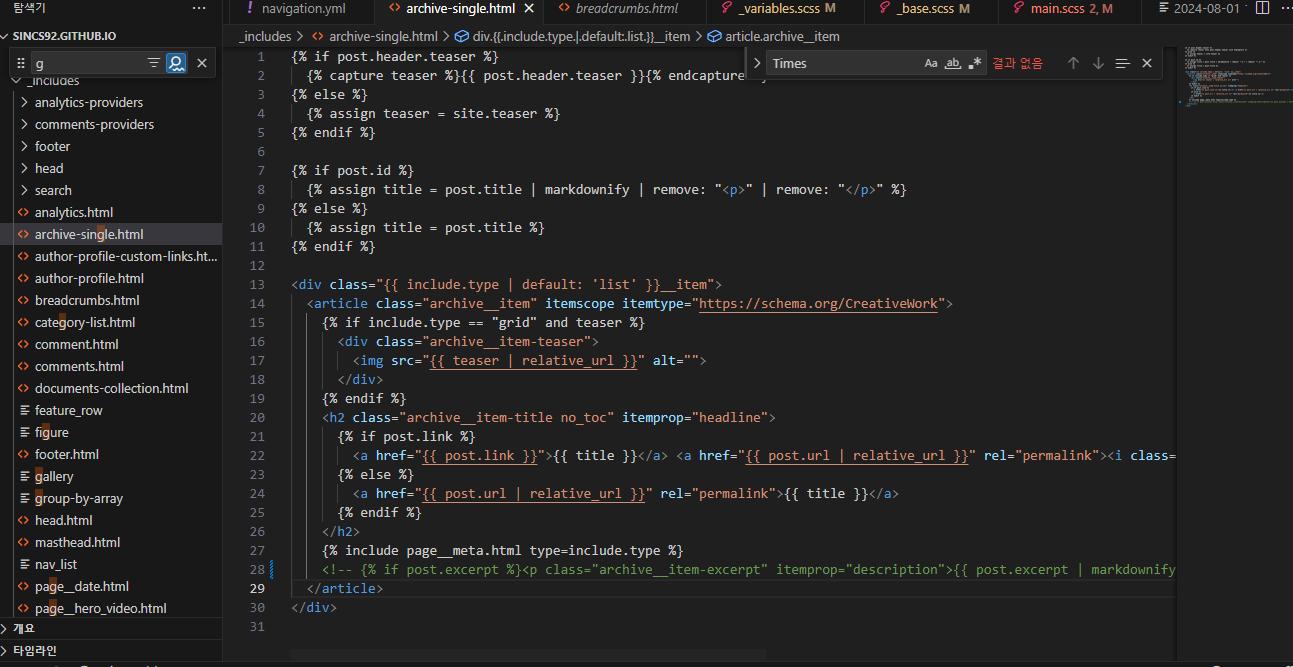 탐색기 ···
navigation.yml archive-single.html breadcrumbs.html _variables.scss M _base.scss M main.scss 2, M 2024-08-01
SINCS92.GITHUB.IO
_includes > archive-single.html > div.{{.include.type.|.default:.list.}}__item > article.archive__item
g
Times Aa ab 결과 없음
_includes
analytics-providers
comments-providers
footer
head
search
analytics.html
archive-single.html
author-profile-custom-links.ht...
author-profile.html
breadcrumbs.html
category-list.html
comment.html
comments.html
documents-collection.html
feature_row
figure
footer.html
gallery
group-by-array
head.html
masthead.html
nav_list
page__date.html
page__hero_video.html
개요
타임라인
1 {% if post.header.teaser %}
2 {% capture teaser %}{{ post.header.teaser }}{% endcapture
3 {% else %}
4 {% assign teaser = site.teaser %}
5 {% endif %}
6
7 {% if post.id %}
8 {% assign title = post.title | markdownify | remove: "<p>" | remove: "</p>" %}
9 {% else %}
10 {% assign title = post.title %}
11 {% endif %}
12
13 <div class="{{ include.type | default: 'list' }}__item">
14 <article class="archive__item" itemscope itemtype="https://schema.org/CreativeWork">
15 {% if include.type == "grid" and teaser %}
16 <div class="archive__item-teaser">
17 <img src="{{ teaser | relative_url }}" alt="">
18 </div>
19 {% endif %}
20 <h2 class="archive__item-title no_toc" itemprop="headline">
21 {% if post.link %}
22 <a href="{{ post.link }}">{{ title }}</a> <a href="{{ post.url | relative_url }}" rel="permalink"><i class=
23 {% else %}
24 <a href="{{ post.url | relative_url }}" rel="permalink">{{ title }}</a>
25 {% endif %}
26 </h2>
27 {% include page__meta.html type=include.type %}
28 <!-- {% if post.excerpt %}<p class="archive__item-excerpt" itemprop="description">{{ post.excerpt | markdownify
29 </article>
30 </div>
31